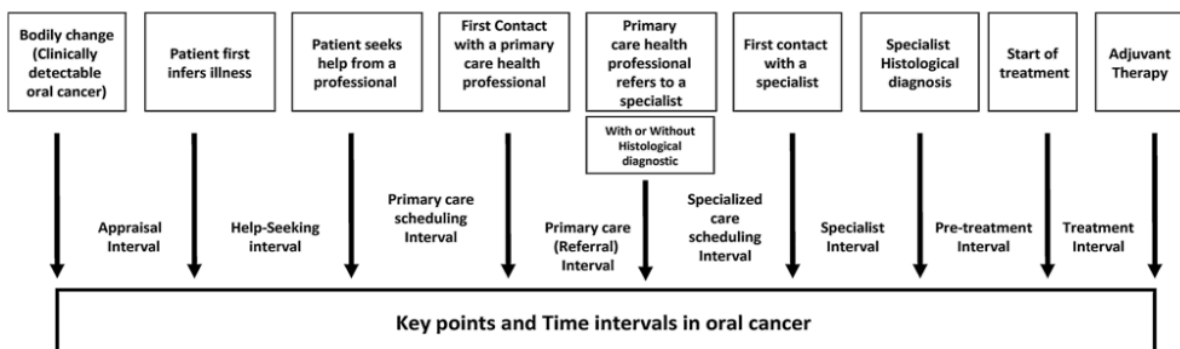 Bodily change
(Clinically
detectable
oral cancer)
Patient first
infers illness
Patient seeks
help from a
professional
First Contact
with a primary
care health
professional
Primary
care health
professional
refers to a
specialist
With or Without
Histological
diagnostic
First contact
with a
specialist
Specialist
Histological
diagnosis
Start of
treatment
Adjuvant
Therapy
Appraisal
Interval
Help-Seeking
interval
Primary care
scheduling
Interval
Primary care
(Referral)
Interval
Specialized
care
scheduling
Interval
Specialist
Interval
Pre-treatment
Interval
Treatment
Interval
Key points and Time intervals in oral cancer